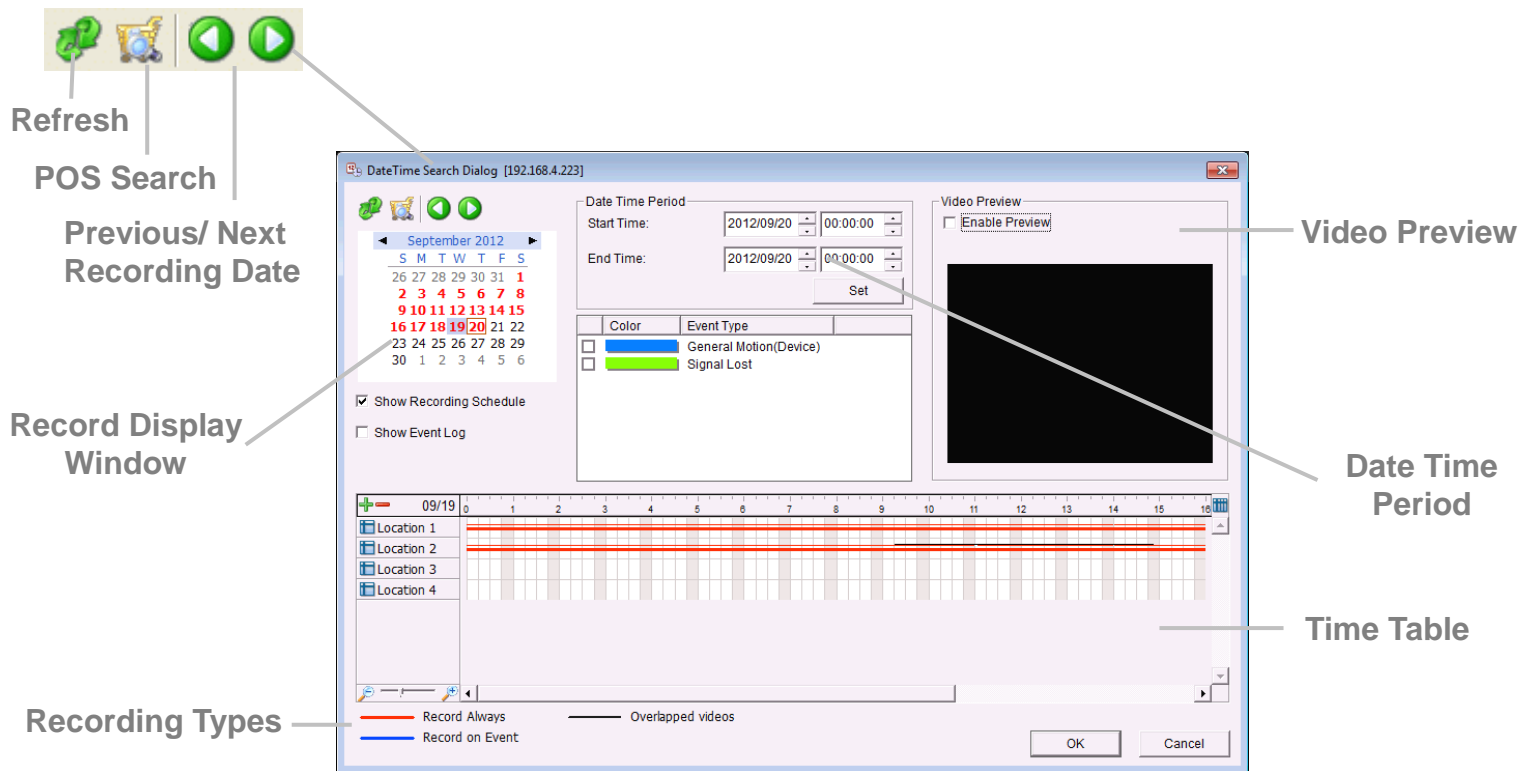 Refresh
POS Search
Previous/ Next
Recording Date
DateTime Search Dialog [192.168.4.223]
September 2012
S M T W T F S
26 27 28 29 30 31 1
2 3 4 5 6 7 8
9 10 11 12 13 14 15
16 17 18 19 20 21 22
23 24 25 26 27 28 29
30 1 2 3 4 5 6
Show Recording Schedule
Show Event Log
Date Time Period
Start Time: 2012/09/20 00:00:00
End Time: 2012/09/20 00:00:00
Set
Color Event Type
General Motion(Device)
Signal Lost
Video Preview
Enable Preview
Video Preview
Record Display
Window
Date Time
Period
09/19 0 1 2 3 4 5 6 7 8 9 10 11 12 13 14 15 16
Location 1
Location 2
Location 3
Location 4
Time Table
Recording Types
Record Always
Overlapped videos
Record on Event
OK
Cancel